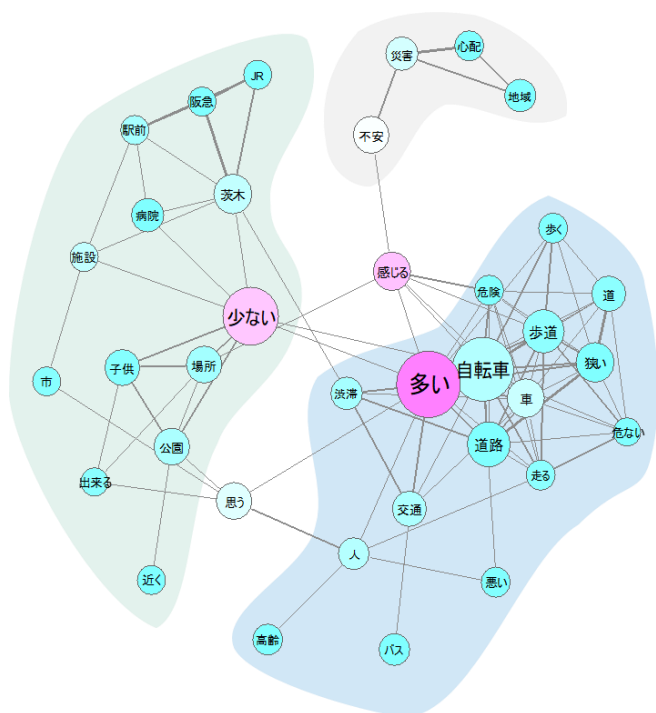 災害
心配
JR
地域
阪急
駅前
不安
茨木
病院
歩く
施設
感じる
危険
道
少ない
歩道
狭い
子供
場所
自転車
市
多い
渋滞
車
危ない
公園
道路
出来る
走る
思う
交通
人
近く
悪い
高齢
バス